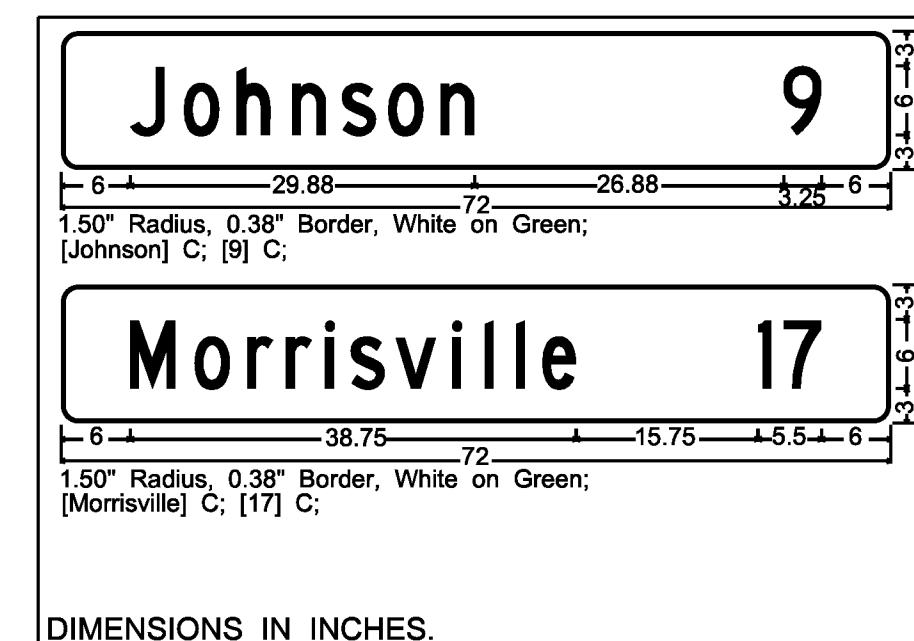 Johnson 9
3
6
3
6 29.88 26.88 3.25 6
72
1.50" Radius, 0.38" Border, White on Green;
[Johnson] C; [9] C;
Morrisville 17
3
6
3
6 38.75 15.75 5.5 6
72
1.50" Radius, 0.38" Border, White on Green;
[Morrisville] C; [17] C;
DIMENSIONS IN INCHES.